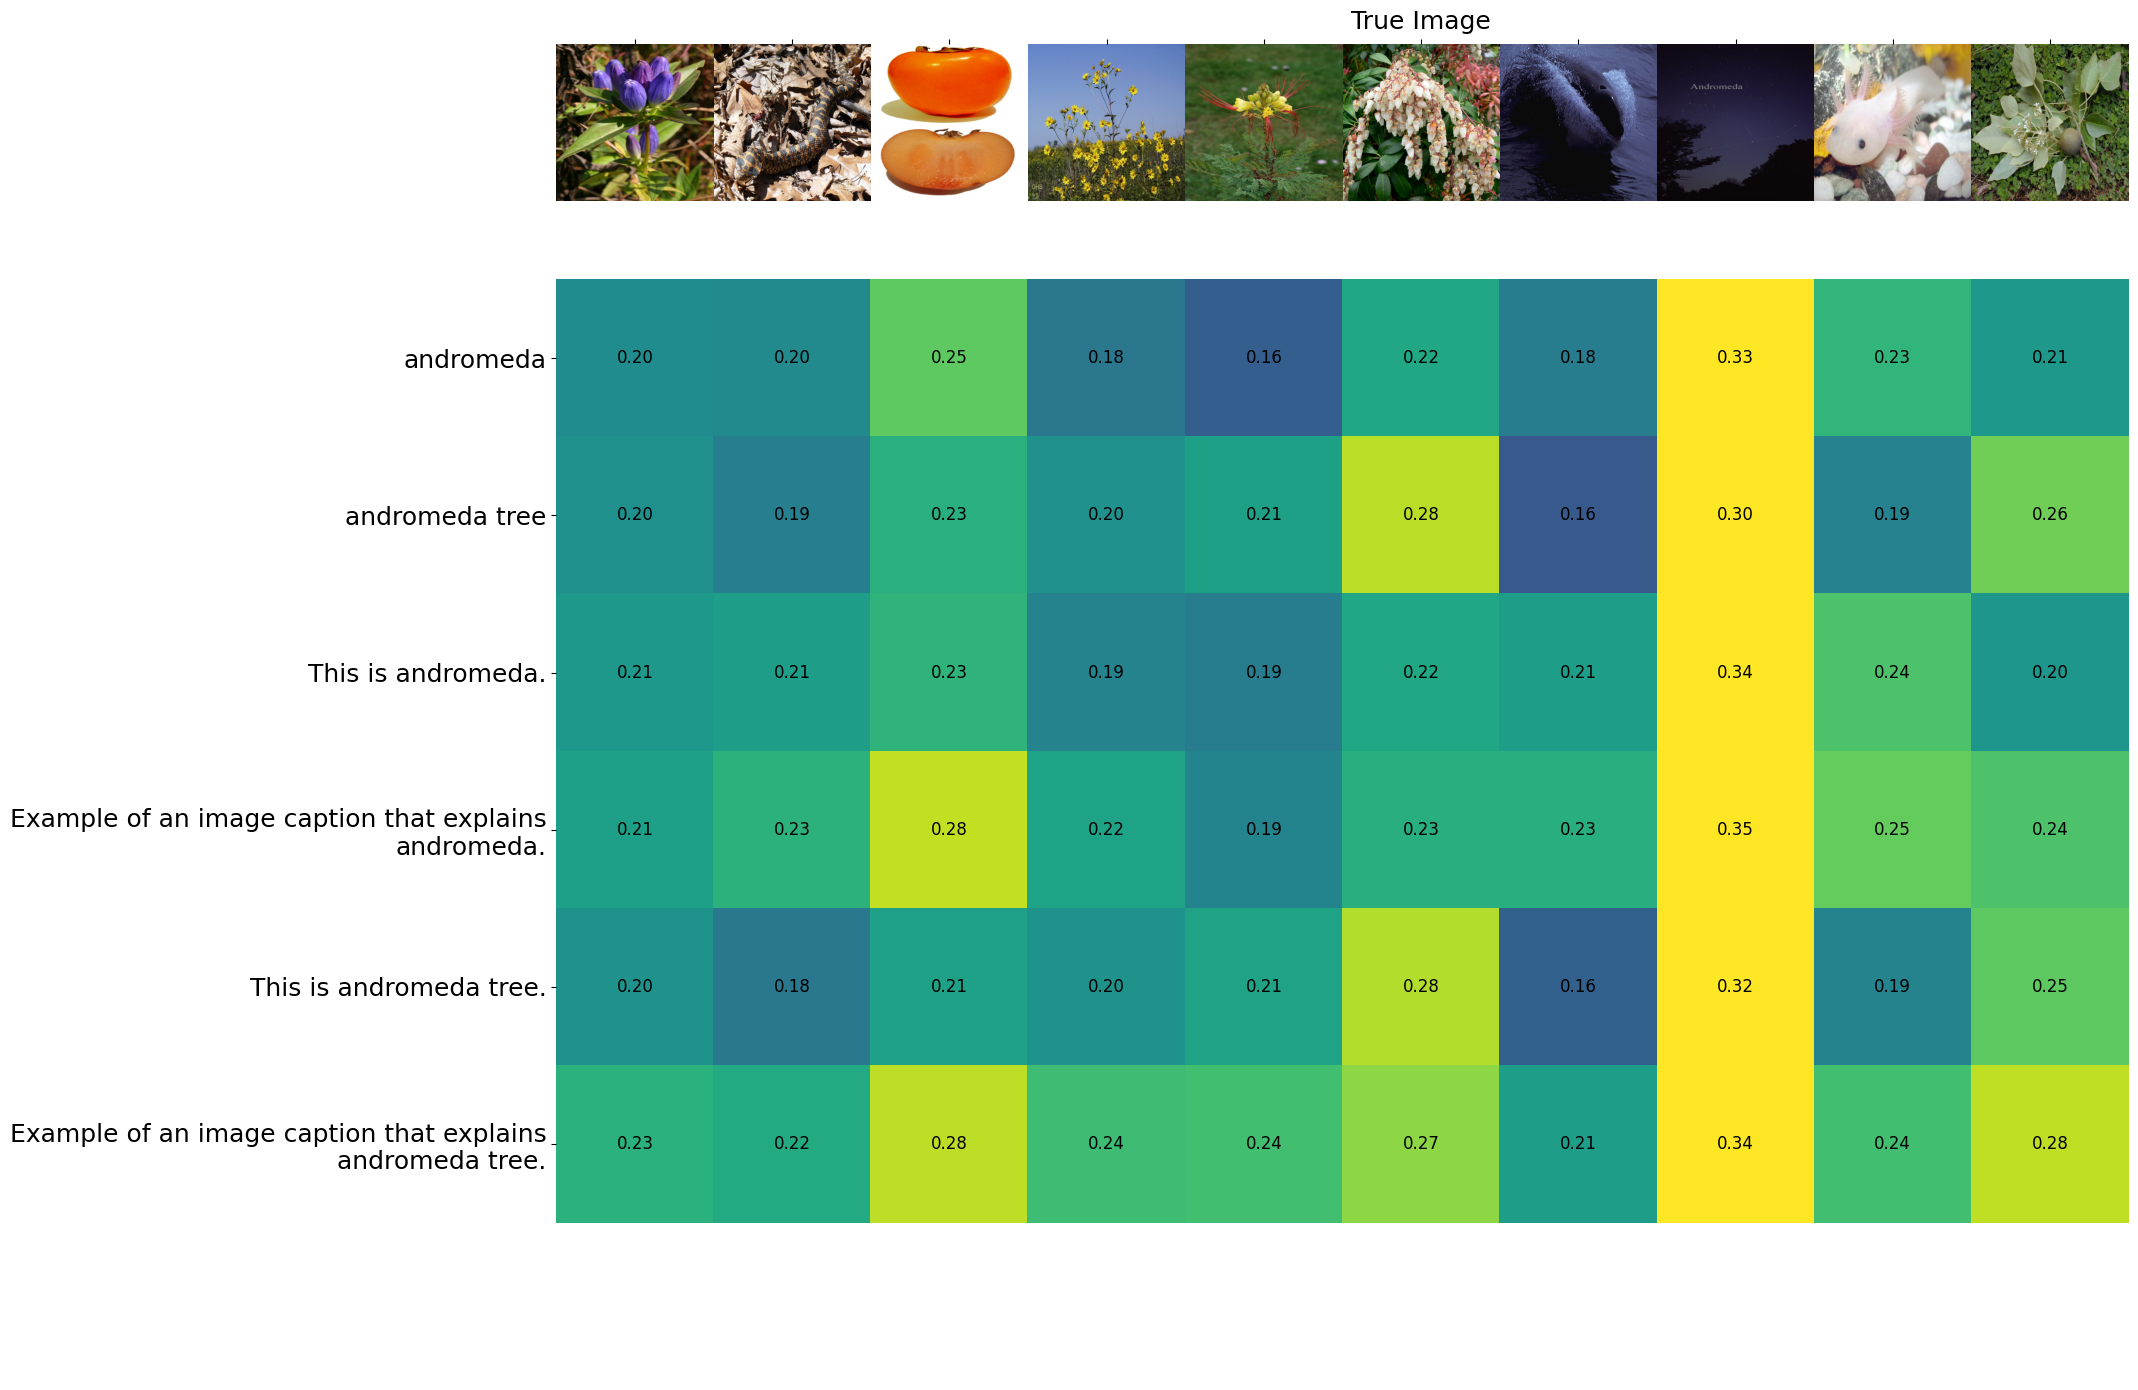 True Image
Andromeda
andromeda
0.20 0.20 0.25 0.18 0.16 0.22 0.18 0.33 0.23 0.21
andromeda tree
0.20 0.19 0.23 0.20 0.21 0.28 0.16 0.30 0.19 0.26
This is andromeda.
0.21 0.21 0.23 0.19 0.19 0.22 0.21 0.34 0.24 0.20
Example of an image caption that explains
andromeda.
0.21 0.23 0.28 0.22 0.19 0.23 0.23 0.35 0.25 0.24
This is andromeda tree.
0.20 0.18 0.21 0.20 0.21 0.28 0.16 0.32 0.19 0.25
Example of an image caption that explains
andromeda tree.
0.23 0.22 0.28 0.24 0.24 0.27 0.21 0.34 0.24 0.28